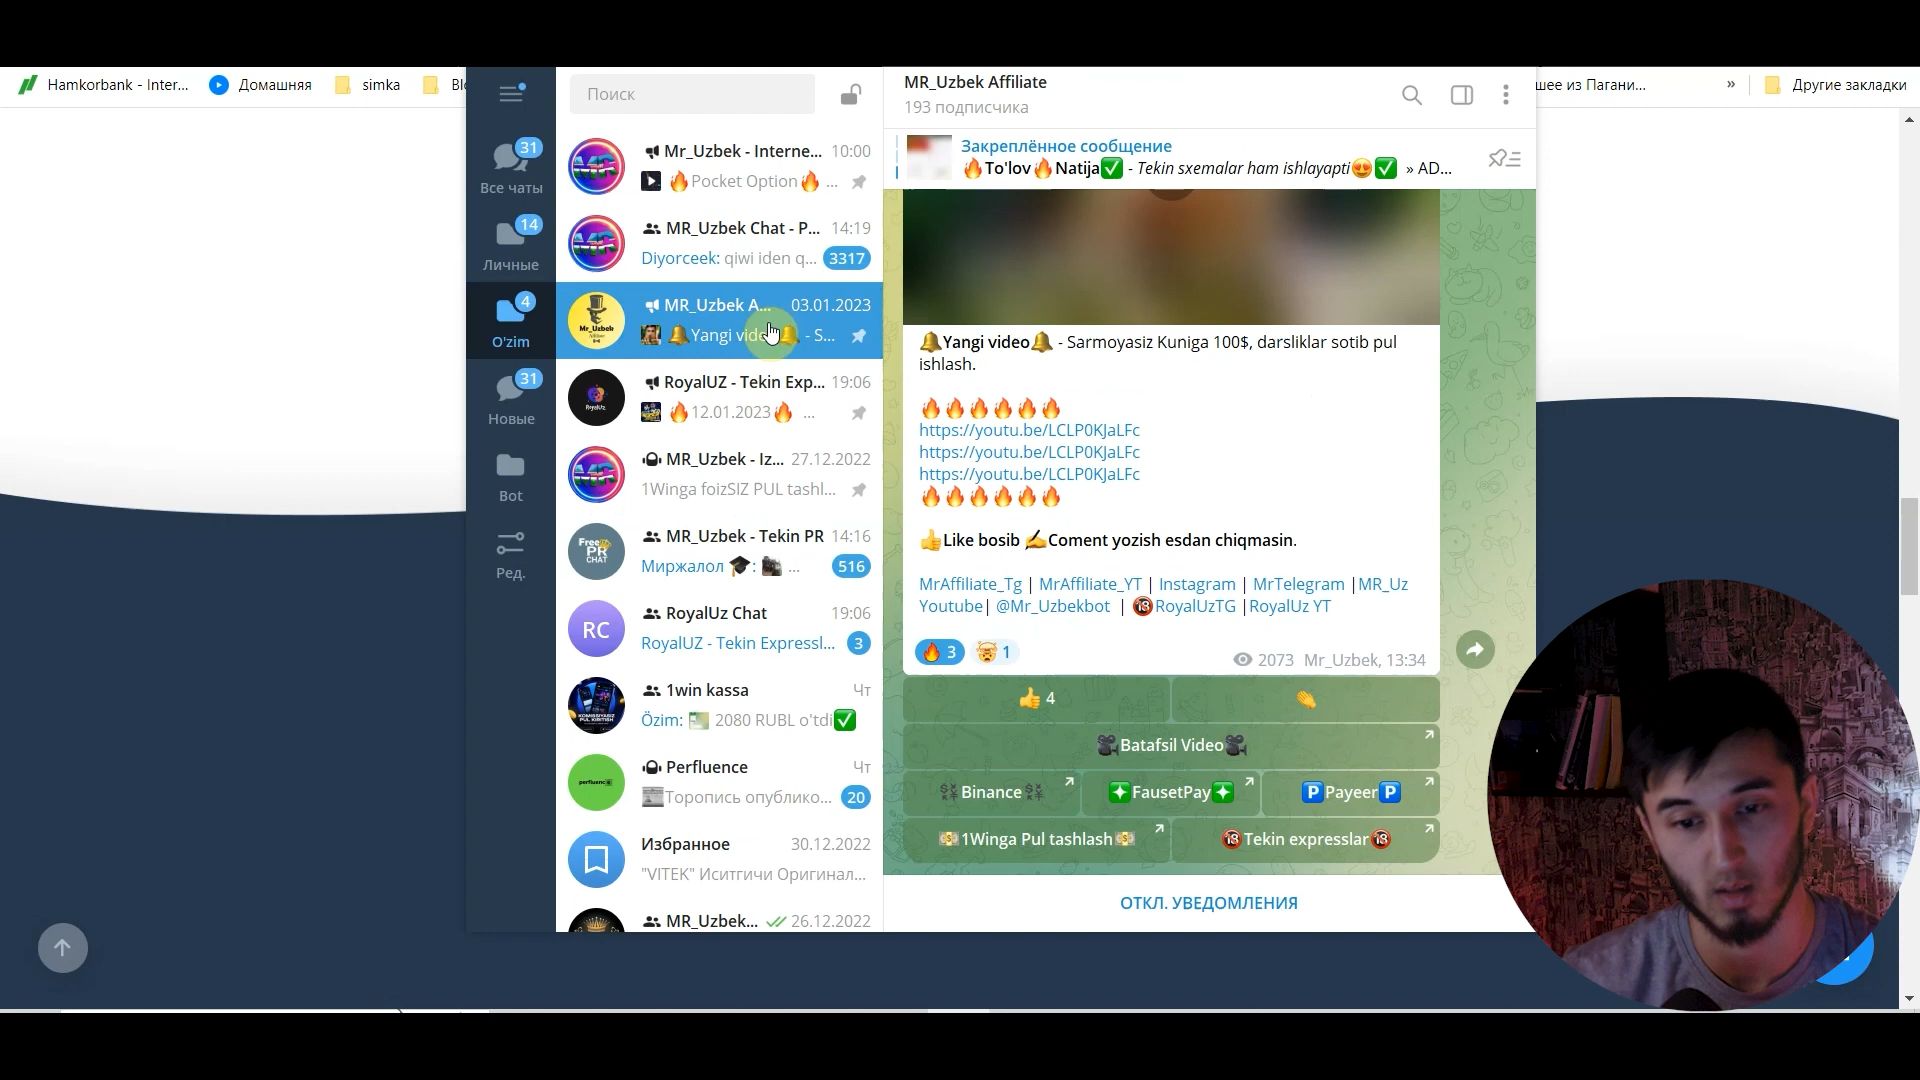 Hamkorbank - Inter...
Домашняя
simka
шее из Пагани...
»
Другие закладки
31
Все чаты
14
Личные
4
O'zim
31
Новые
Bot
Ред.
Поиск
Mr_Uzbek - Interne... 10:00
🔥Pocket Option🔥 ...
MR_Uzbek Chat - P... 14:19
Diyorceek: qiwi iden q... 3317
MR_Uzbek A... 03.01.2023
🔔Yangi vide 🔔 - S...
RoyalUZ - Tekin Exp... 19:06
🔥12.01.2023🔥 ...
MR_Uzbek - Iz... 27.12.2022
1Winga foizSIZ PUL tashl...
MR_Uzbek - Tekin PR 14:16
Миржалол 🎓: ... 516
Free
PR
CHAT
RC
RoyalUz Chat 19:06
RoyalUZ - Tekin Expressl... 3
1win kassa Чт
Özim: 2080 RUBL o'tdi✅
Perfluence Чт
📰Торопись опублико... 20
Избранное 30.12.2022
"VITEK" Иситгичи Оригинал...
MR_Uzbek... 26.12.2022
MR_Uzbek Affiliate
193 подписчика
Закреплённое сообщение
🔥To'lov🔥Natija✅ - Tekin sxemalar ham ishlayapti😍✅ » AD...
🔔Yangi video🔔 - Sarmoyasiz Kuniga 100$, darsliklar sotib pul
ishlash.
🔥🔥🔥🔥🔥🔥
https://youtu.be/LCLP0KJaLFc
https://youtu.be/LCLP0KJaLFc
https://youtu.be/LCLP0KJaLFc
🔥🔥🔥🔥🔥🔥
👍Like bosib ✍Coment yozish esdan chiqmasin.
MrAffiliate_Tg | MrAffiliate_YT | Instagram | MrTelegram |MR_Uz
Youtube| @Mr_Uzbekbot | 🔞RoyalUzTG |RoyalUz YT
🔥 3 🤯 1
2073 Mr_Uzbek, 13:34
👍 4 👏
🎥Batafsil Video🎥
💱Binance💱 FausetPay 🅿Payeer🅿
💵1Winga Pul tashlash💵 🔞Tekin expresslar🔞
ОТКЛ. УВЕДОМЛЕНИЯ